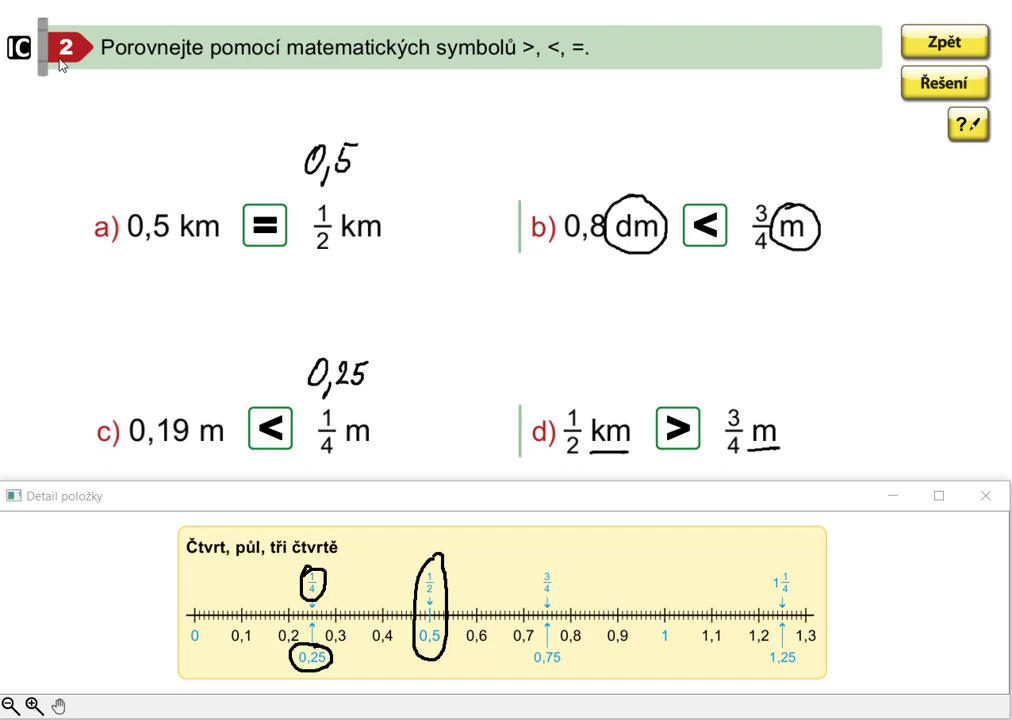 IC 2 Porovnejte pomocí matematických symbolů >, <, =.
Zpět
Řešení
?
0,5
a) 0,5 km = 1/2 km
b) 0,8 dm < 3/4 m
0,25
c) 0,19 m < 1/4 m
d) 1/2 km > 3/4 m
Detail položky
Čtvrt, půl, tři čtvrtě
1/4 1/2 3/4 1 1/4
0 0,1 0,2 0,3 0,4 0,5 0,6 0,7 0,8 0,9 1 1,1 1,2 1,3
0,25 0,75 1,25